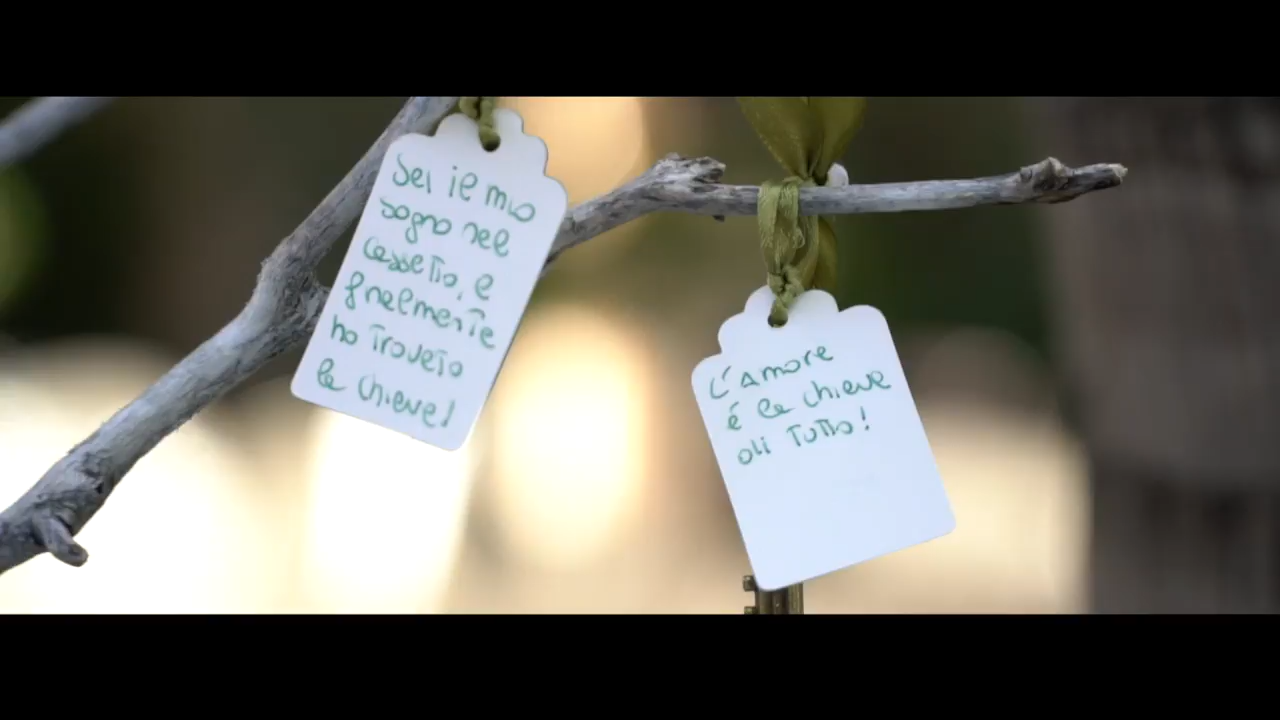 Sei il mio
sogno nel
cassetto, e
finalmente
ho trovato
la chiave!
L'amore
é la chiave
di tutto!